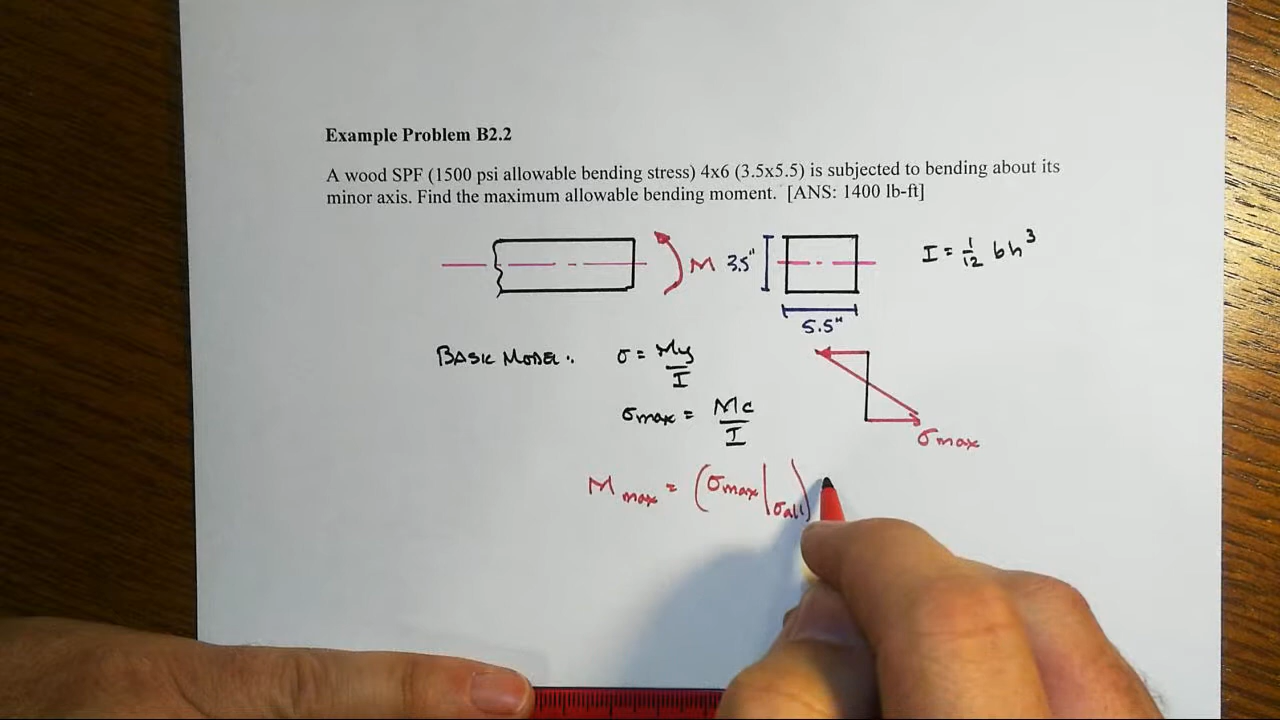 Example Problem B2.2
A wood SPF (1500 psi allowable bending stress) 4x6 (3.5x5.5) is subjected to bending about its
minor axis. Find the maximum allowable bending moment. [ANS: 1400 lb-ft]
M 3.5" I = 1/12 bh³
5.5"
BASIC MODEL: σ = My/I
σmax = Mc/I
σmax
M max = (σmax|σall)